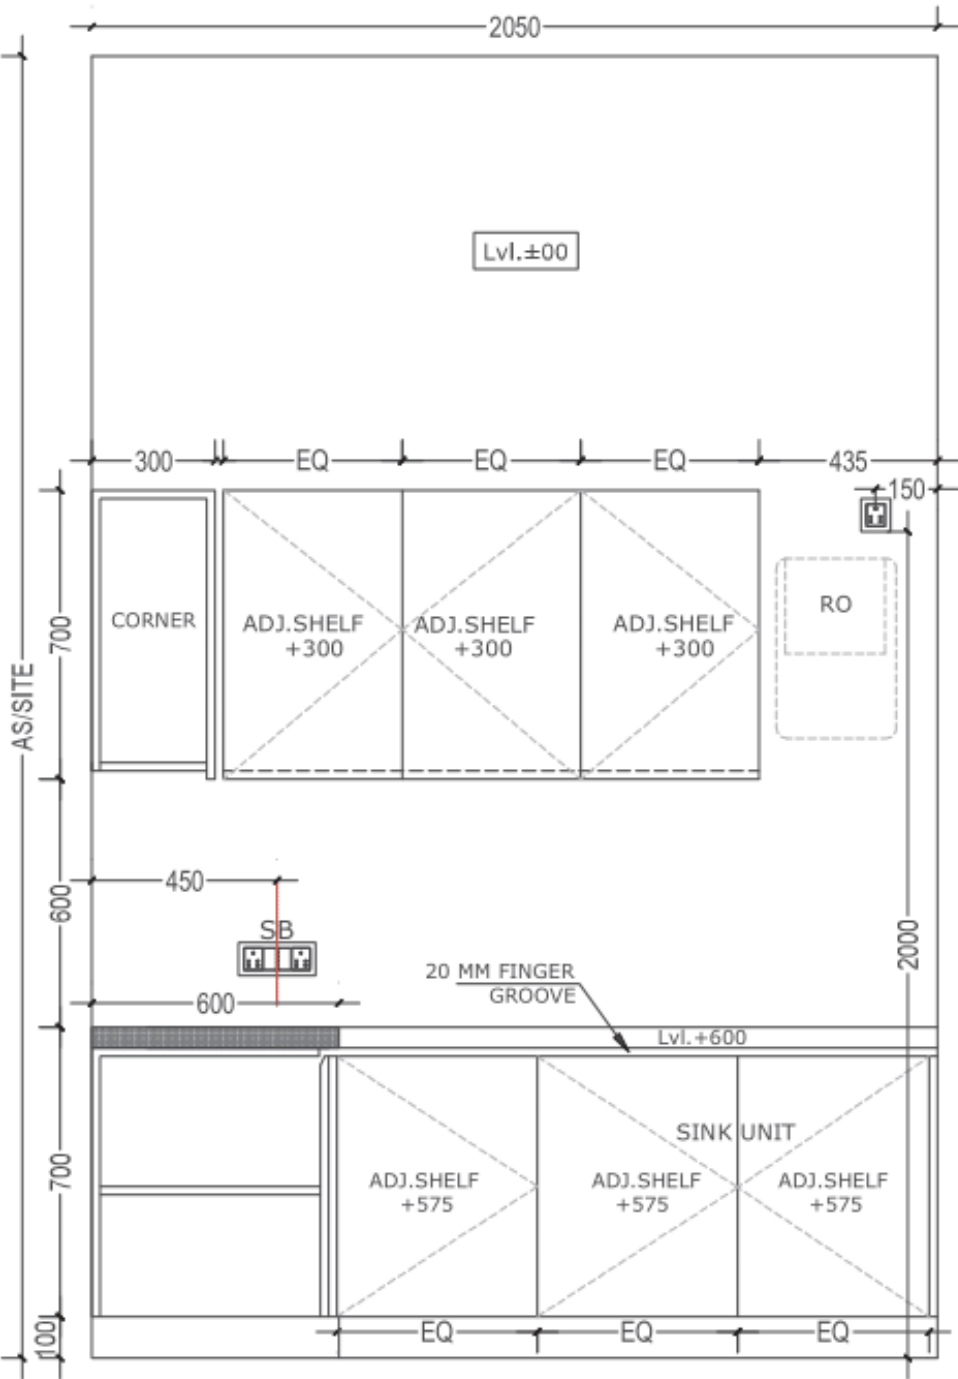 2050
Lvl.±00
300
EQ
EQ
EQ
435
150
CORNER
ADJ.SHELF
+300
ADJ.SHELF
+300
ADJ.SHELF
+300
RO
700
AS/SITE
450
600
SB
600
20 MM FINGER
GROOVE
2000
Lvl.+600
SINK UNIT
700
ADJ.SHELF
+575
ADJ.SHELF
+575
ADJ.SHELF
+575
100
EQ
EQ
EQ